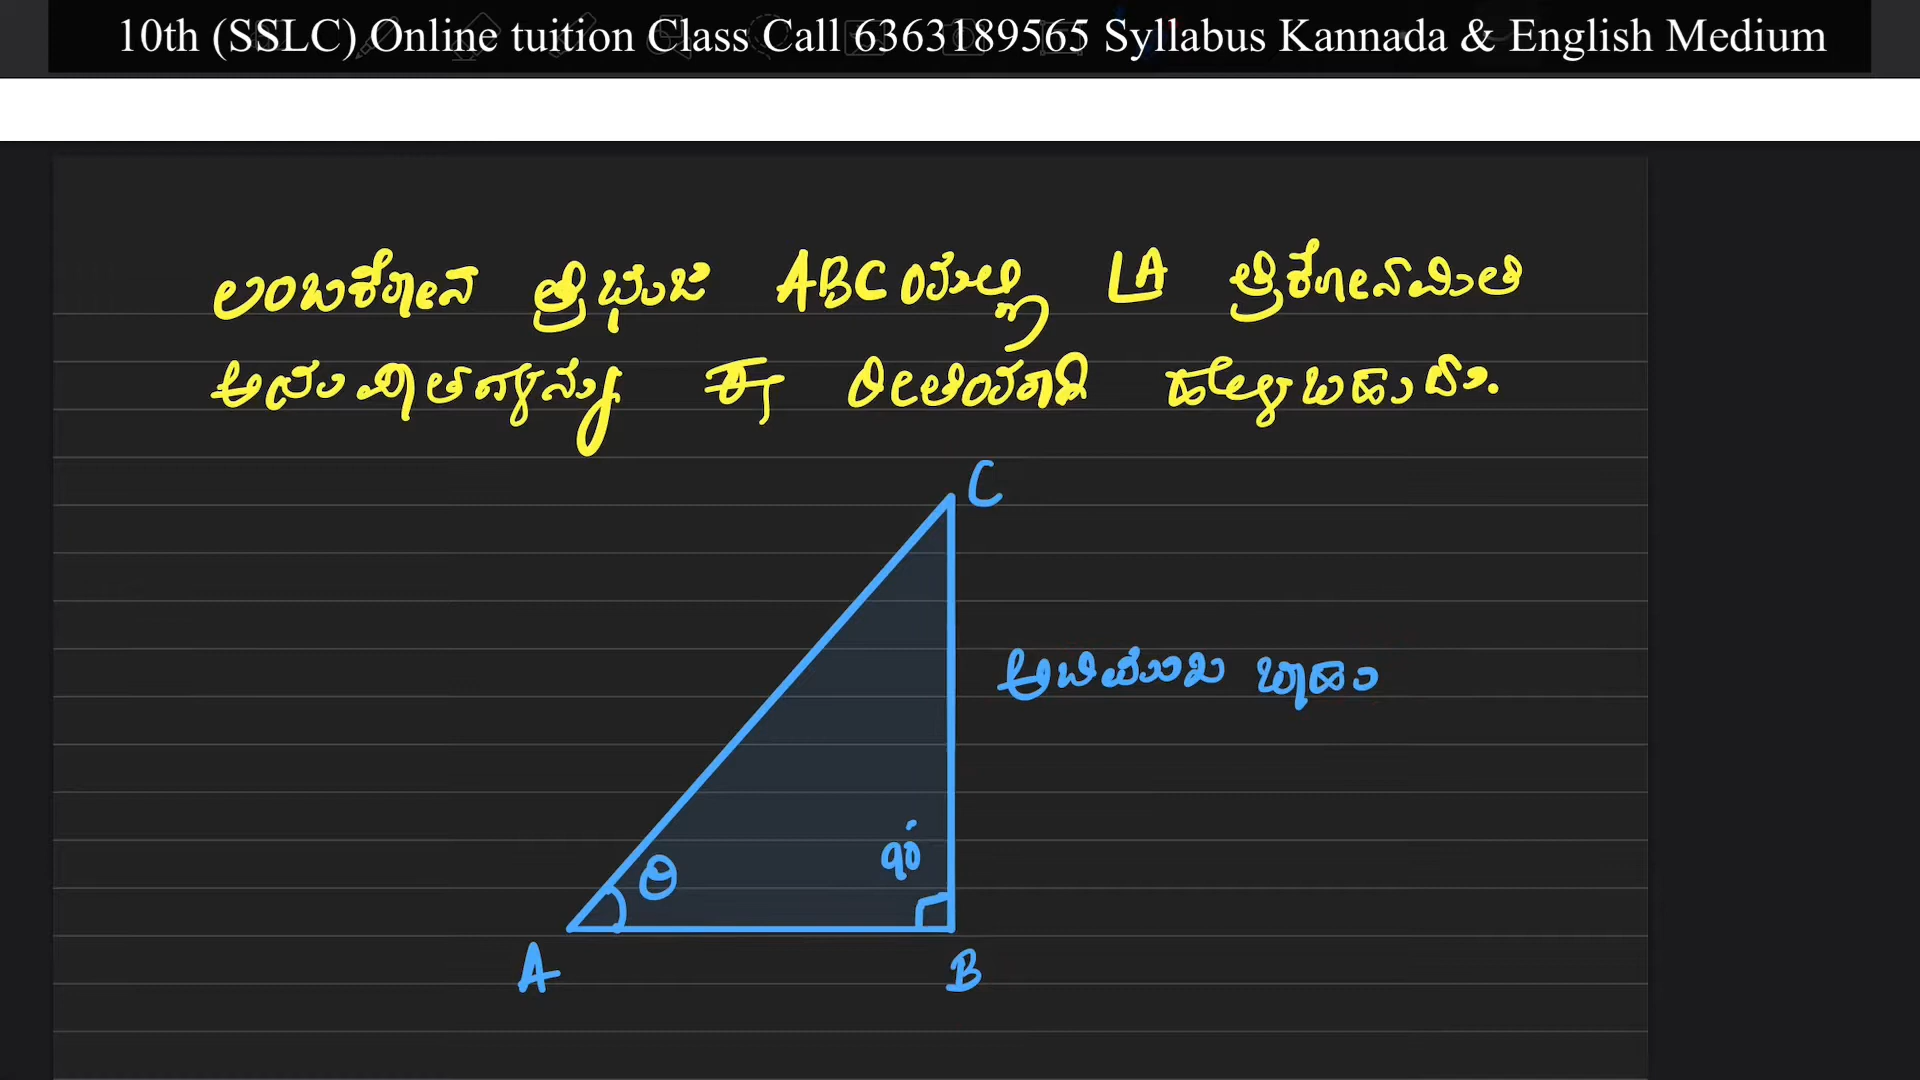 10th (SSLC) Online tuition Class Call 6363189565 Syllabus Kannada & English Medium
ಲಂಬಕೋನ ತ್ರಿಭುಜ ABC ಯಲ್ಲಿ ∠A ತ್ರಿಕೋನಮಿತಿ
ಅನುಪಾತಗಳನ್ನು ಈ ರೀತಿಯಾಗಿ ಹೇಳಬಹುದು.
C
ಅಭಿಮುಖ ಬಾಹು
90°
θ
A
B